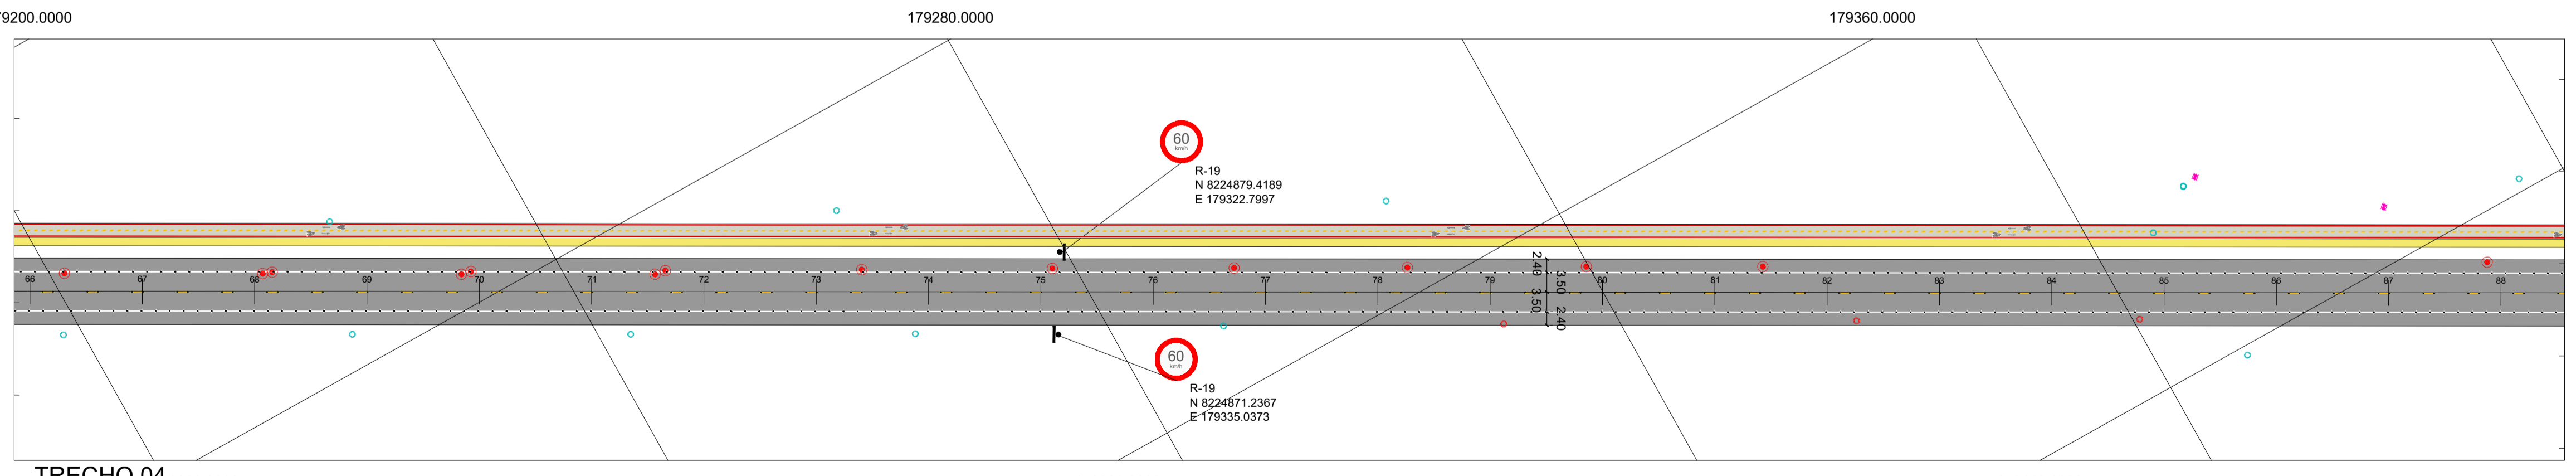 179280.0000
179360.0000
60
km/h
R-19
N 8224879.4189
E 179322.7997
66 67 68 69 70 71 72 73 74 75 76 77 78 79 80 81 82 83 84 85 86 87 88
2.40
3.50
3.50
2.40
60
km/h
R-19
N 8224871.2367
E 179335.0373
TRECHO 04